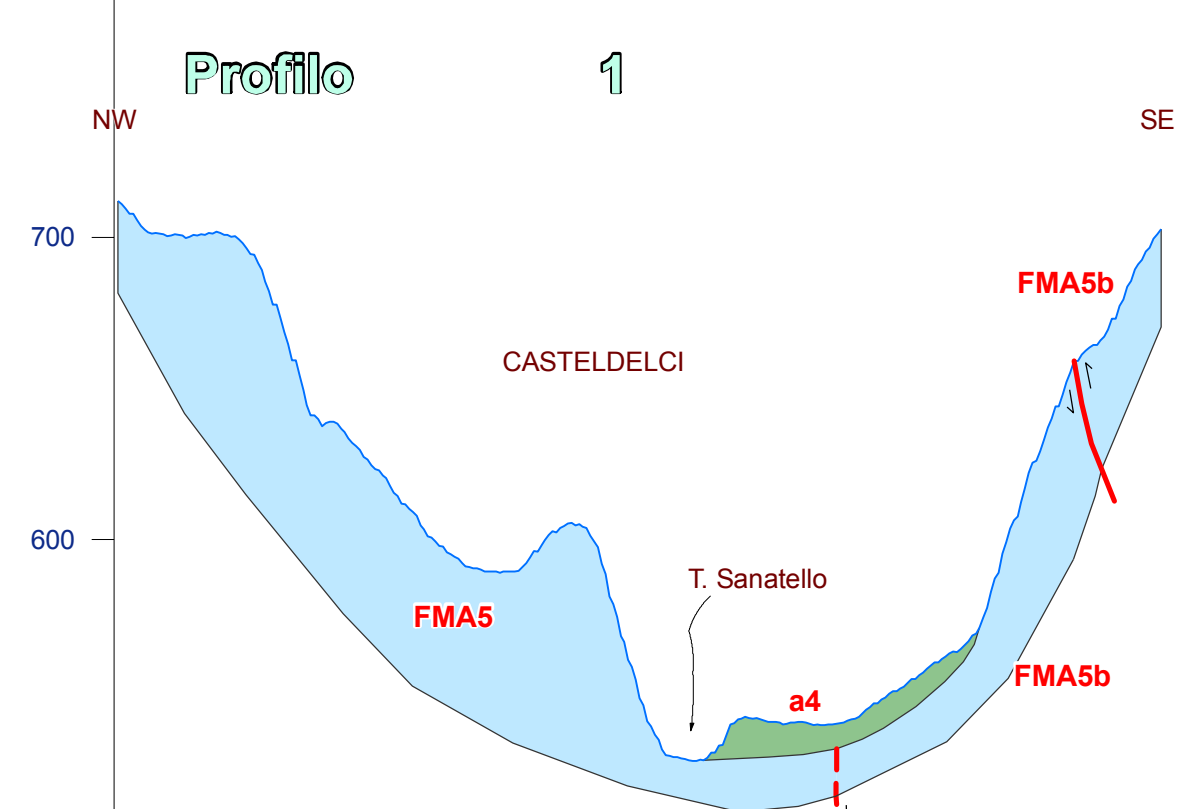 Profilo 1
NW SE
700
FMA5b
CASTELDELCI
600
T. Sanatello
FMA5
FMA5b
a4